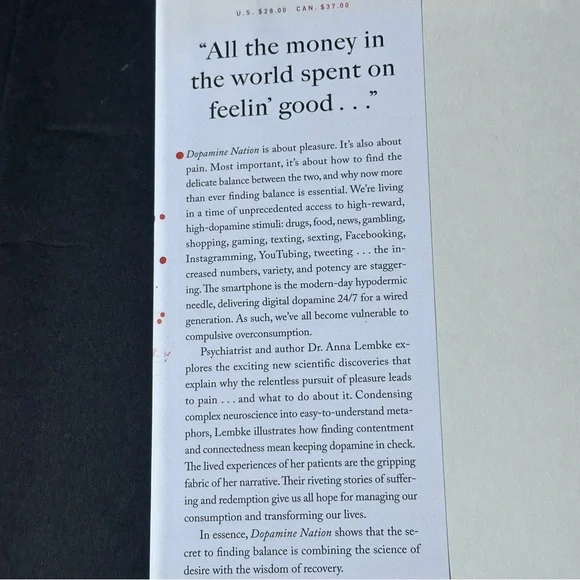 U.S. $28.00 CAN. $37.00
“All the money in
the world spent on
feelin’ good . . .”
Dopamine Nation is about pleasure. It’s also about
pain. Most important, it’s about how to find the
delicate balance between the two, and why now more
than ever finding balance is essential. We’re living
in a time of unprecedented access to high-reward,
high-dopamine stimuli: drugs, food, news, gambling,
shopping, gaming, texting, sexting, Facebooking,
Instagramming, YouTubing, tweeting . . . the in-
creased numbers, variety, and potency are stagger-
ing. The smartphone is the modern-day hypodermic
needle, delivering digital dopamine 24/7 for a wired
generation. As such, we’ve all become vulnerable to
compulsive overconsumption.
Psychiatrist and author Dr. Anna Lembke ex-
plores the exciting new scientific discoveries that
explain why the relentless pursuit of pleasure leads
to pain . . . and what to do about it. Condensing
complex neuroscience into easy-to-understand meta-
phors, Lembke illustrates how finding contentment
and connectedness mean keeping dopamine in check.
The lived experiences of her patients are the gripping
fabric of her narrative. Their riveting stories of suffer-
ing and redemption give us all hope for managing our
consumption and transforming our lives.
In essence, Dopamine Nation shows that the se-
cret to finding balance is combining the science of
desire with the wisdom of recovery.